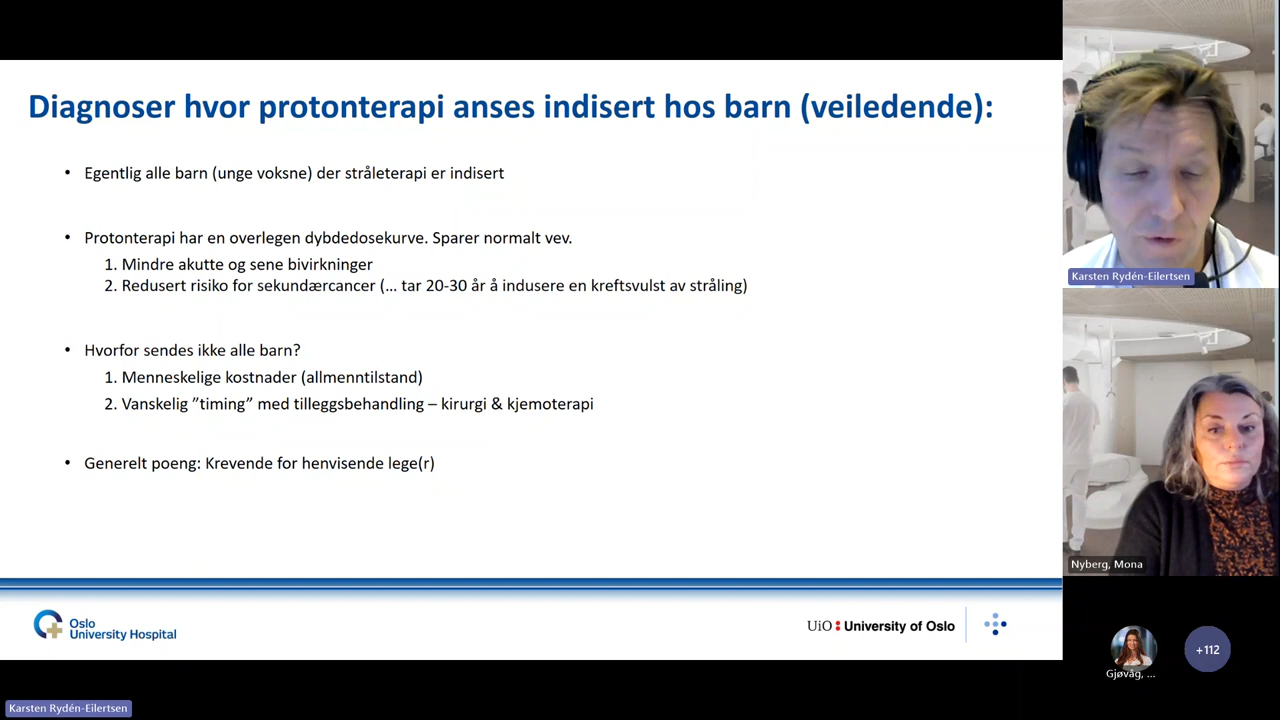 Diagnoser hvor protonterapi anses indisert hos barn (veiledende):
• Egentlig alle barn (unge voksne) der stråleterapi er indisert
• Protonterapi har en overlegen dybdedosekurve. Sparer normalt vev.
1. Mindre akutte og sene bivirkninger
2. Redusert risiko for sekundærcancer (... tar 20-30 år å indusere en kreftsvulst av stråling)
• Hvorfor sendes ikke alle barn?
1. Menneskelige kostnader (allmenntilstand)
2. Vanskelig ”timing” med tilleggsbehandling – kirurgi & kjemoterapi
• Generelt poeng: Krevende for henvisende lege(r)
Oslo
University Hospital
UiO University of Oslo
Karsten Rydén-Eilertsen
Nyberg, Mona
Gjøvåg, ...
+112
Karsten Rydén-Eilertsen